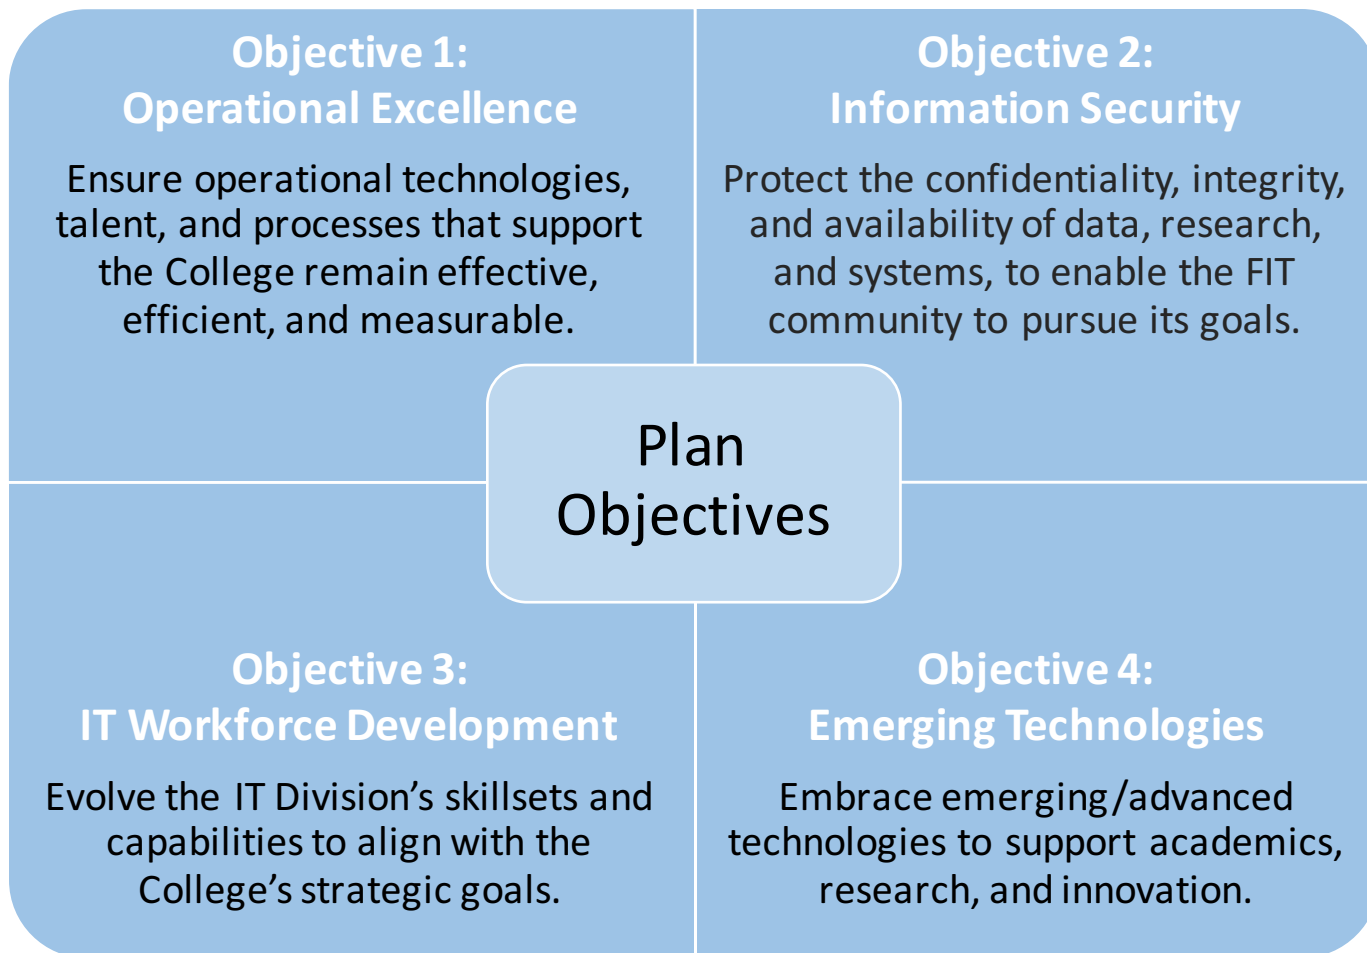 Objective 1:
Operational Excellence
Ensure operational technologies,
talent, and processes that support
the College remain effective,
efficient, and measurable.
Objective 2:
Information Security
Protect the confidentiality, integrity,
and availability of data, research,
and systems, to enable the FIT
community to pursue its goals.
Plan
Objectives
Objective 3:
IT Workforce Development
Evolve the IT Division’s skillsets and
capabilities to align with the
College’s strategic goals.
Objective 4:
Emerging Technologies
Embrace emerging/advanced
technologies to support academics,
research, and innovation.